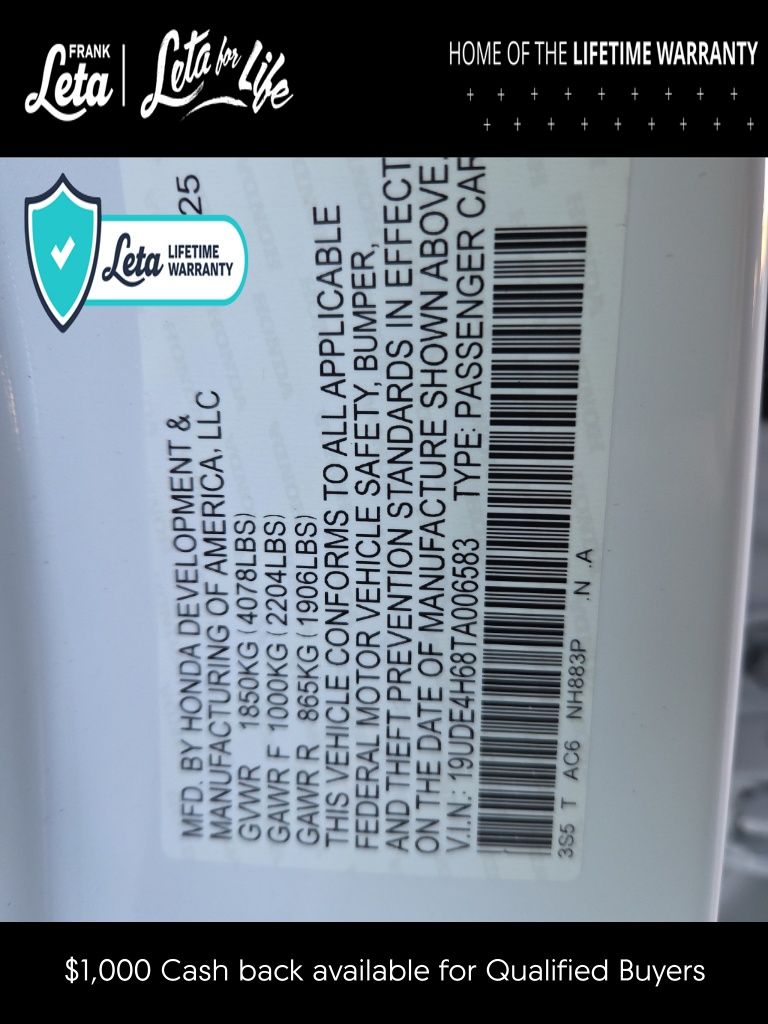 FRANK
Leta
Leta for Life
HOME OF THE LIFETIME WARRANTY
Leta LIFETIME
WARRANTY
25
MFD. BY HONDA DEVELOPMENT &
MANUFACTURING OF AMERICA, LLC
GVWR 1850KG (4078LBS)
GAWR F 1000KG (2204LBS)
GAWR R 865KG (1906LBS)
THIS VEHICLE CONFORMS TO ALL APPLICABLE
FEDERAL MOTOR VEHICLE SAFETY, BUMPER,
AND THEFT PREVENTION STANDARDS IN EFFECT
ON THE DATE OF MANUFACTURE SHOWN ABOVE.
V.I.N.: 19UDE4H68TA006583 TYPE: PASSENGER CAR
3S5 T AC6 NH883P .N .A
$1,000 Cash back available for Qualified Buyers